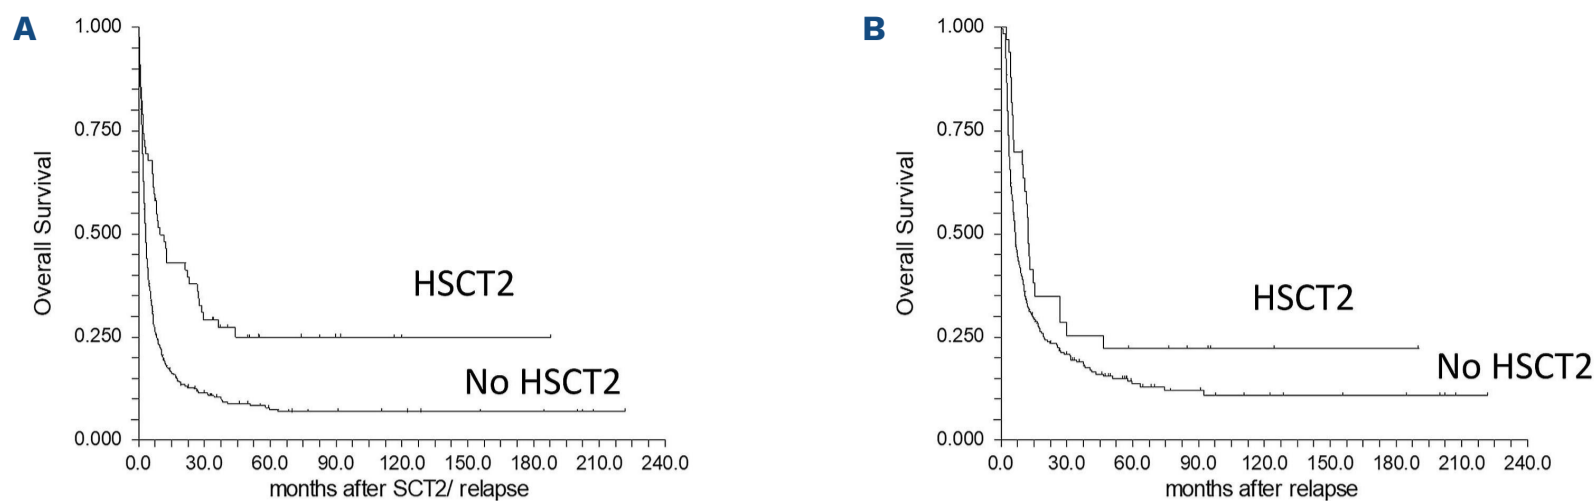 A
Overall Survival
1.000
0.750
0.500
0.250
0.000
HSCT2
No HSCT2
0.0 30.0 60.0 90.0 120.0 150.0 180.0 210.0 240.0
months after SCT2/ relapse
B
Overall Survival
1.000
0.750
0.500
0.250
0.000
HSCT2
No HSCT2
0.0 30.0 60.0 90.0 120.0 150.0 180.0 210.0 240.0
months after relapse